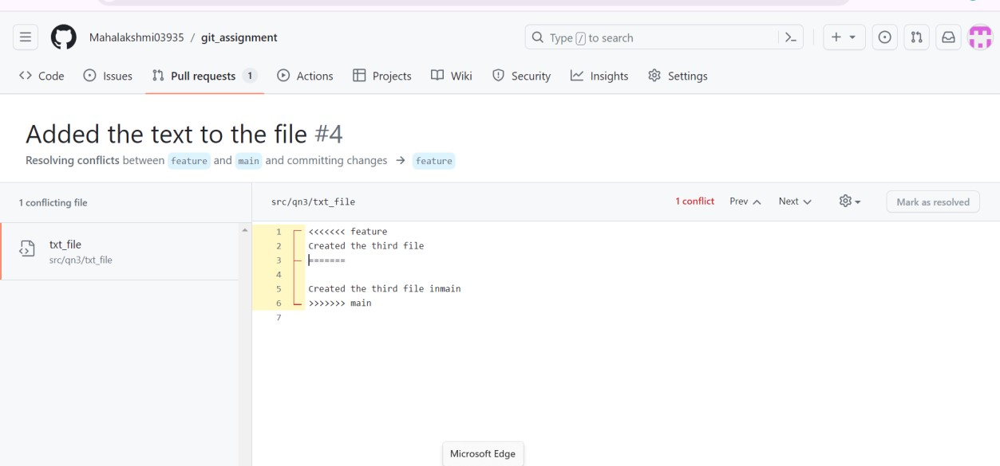 Mahalakshmi03935 / git_assignment
Type / to search
Code Issues Pull requests 1 Actions Projects Wiki Security Insights Settings
Added the text to the file #4
Resolving conflicts between feature and main and committing changes → feature
1 conflicting file
txt_file
src/qn3/txt_file
src/qn3/txt_file 1 conflict Prev Next Mark as resolved
1 <<<<<<< feature
2 Created the third file
3 =======
4
5 Created the third file inmain
6 >>>>>>> main
7
Microsoft Edge